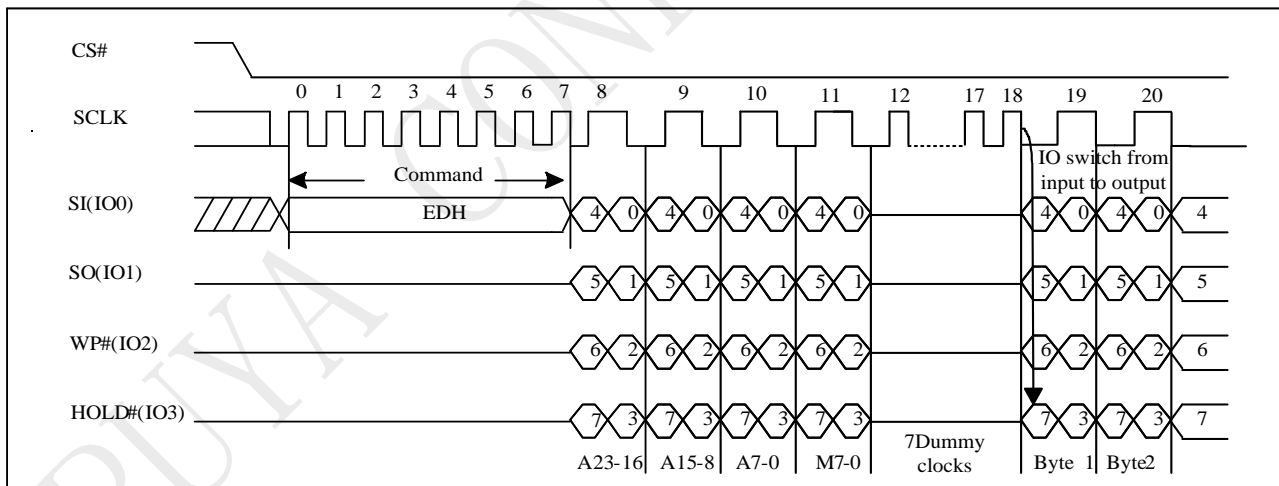 CS#
0 1 2 3 4 5 6 7 8 9 10 11 12 17 18 19 20
SCLK
Command
IO switch from
input to output
SI(IO0)
EDH
4 0 4 0 4 0 4 0 4 0 4 0 4
SO(IO1)
5 1 5 1 5 1 5 1 5 1 5 1 5
WP#(IO2)
6 2 6 2 6 2 6 2 6 2 6 2 6
HOLD#(IO3)
7 3 7 3 7 3 7 3 7 3 7 3 7
A23-16 A15-8 A7-0 M7-0
7Dummy
clocks
Byte 1 Byte2
PUYA CONF